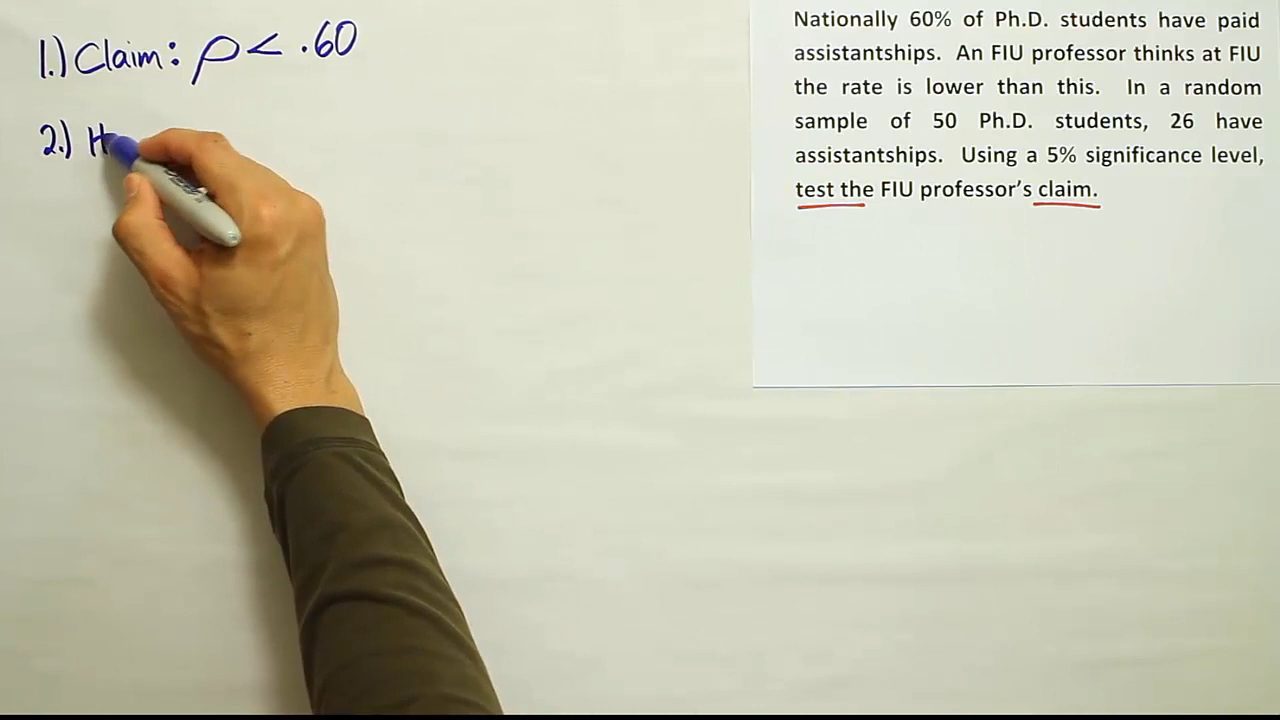 1.) Claim: p < .60
2.) H
Nationally 60% of Ph.D. students have paid
assistantships. An FIU professor thinks at FIU
the rate is lower than this. In a random
sample of 50 Ph.D. students, 26 have
assistantships. Using a 5% significance level,
test the FIU professor's claim.